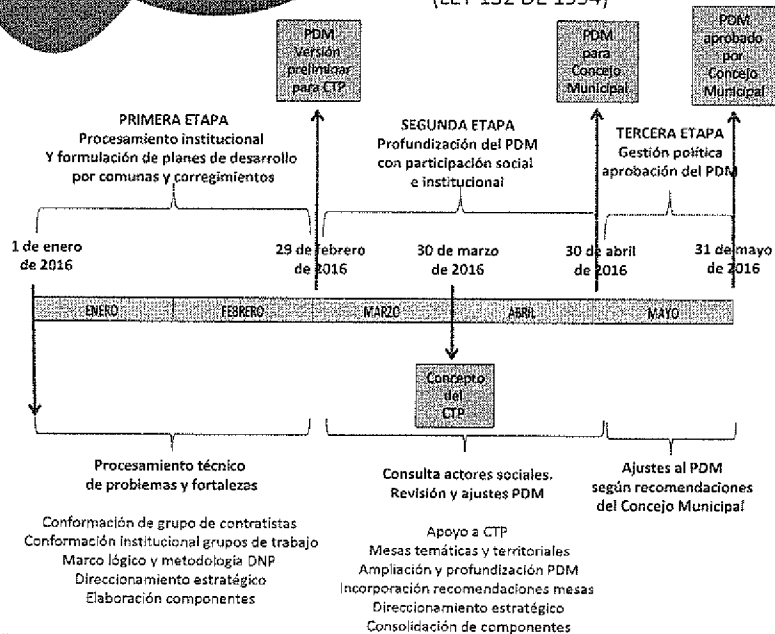 (LEY 152 DE 1994)
PDM
Versión
preliminar
para CTP
PDM
para
Concejo
Municipal
PDM
aprobado
por
Concejo
Municipal
PRIMERA ETAPA
Procesamiento institucional
Y formulación de planes de desarrollo
por comunas y corregimientos
SEGUNDA ETAPA
Profundización del PDM
con participación social
e institucional
TERCERA ETAPA
Gestión política
aprobación del PDM
1 de enero
de 2016
29 de febrero
de 2016
30 de marzo
de 2016
30 de abril
de 2016
31 de mayo
de 2016
ENERO
FEBRERO
MARZO
ABRIL
MAYO
Concepto
del
CTP
Procesamiento técnico
de problemas y fortalezas
Conformación de grupo de contratistas
Conformación institucional grupos de trabajo
Marco lógico y metodología DNP
Direccionamiento estratégico
Elaboración componentes
Consulta actores sociales.
Revisión y ajustes PDM
Apoyo a CTP
Mesas temáticas y territoriales
Ampliación y profundización PDM
Incorporación recomendaciones mesas
Direccionamiento estratégico
Consolidación de componentes
Ajustes al PDM
según recomendaciones
del Concejo Municipal